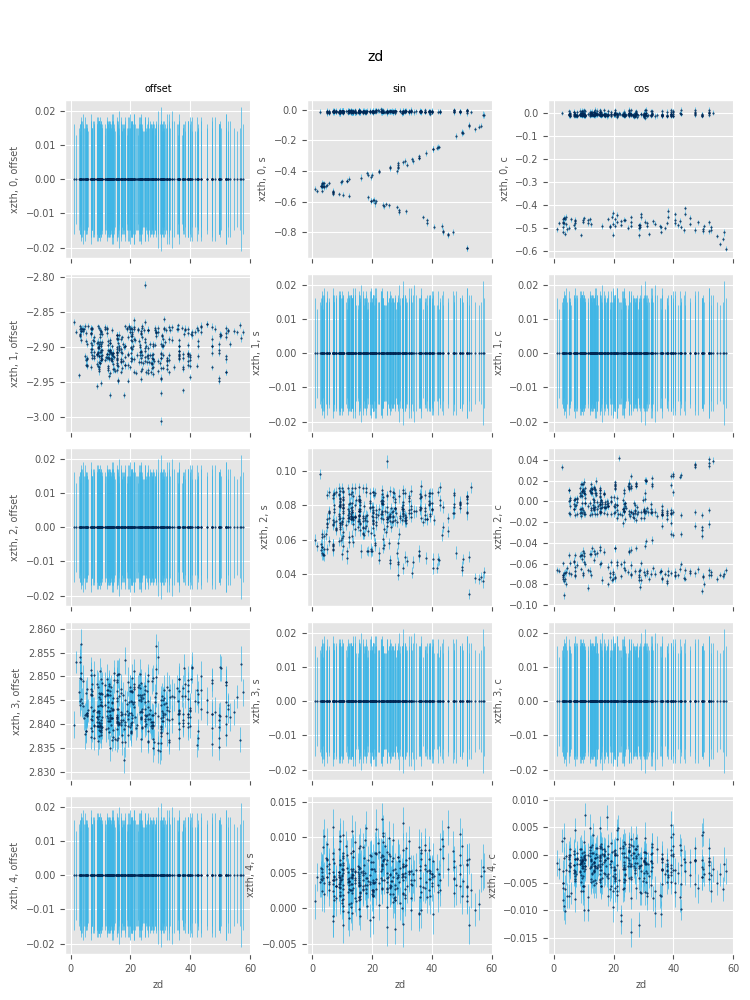 zd
offset sin cos
xzth, 0, offset 0.02 0.01 0.00 −0.01 −0.02
xzth, 0, s 0.0 −0.2 −0.4 −0.6 −0.8
xzth, 0, c 0.0 −0.1 −0.2 −0.3 −0.4 −0.5 −0.6
xzth, 1, offset −2.80 −2.85 −2.90 −2.95 −3.00
xzth, 1, s 0.02 0.01 0.00 −0.01 −0.02
xzth, 1, c 0.02 0.01 0.00 −0.01 −0.02
xzth, 2, offset 0.02 0.01 0.00 −0.01 −0.02
xzth, 2, s 0.10 0.08 0.06 0.04
xzth, 2, c 0.04 0.02 0.00 −0.02 −0.04 −0.06 −0.08 −0.10
xzth, 3, offset 2.860 2.855 2.850 2.845 2.840 2.835 2.830
xzth, 3, s 0.02 0.01 0.00 −0.01 −0.02
xzth, 3, c 0.02 0.01 0.00 −0.01 −0.02
xzth, 4, offset 0.02 0.01 0.00 −0.01 −0.02
xzth, 4, s 0.015 0.010 0.005 0.000 −0.005
xzth, 4, c 0.010 0.005 0.000 −0.005 −0.010 −0.015
0 20 40 60 0 20 40 60 0 20 40 60
zd zd zd